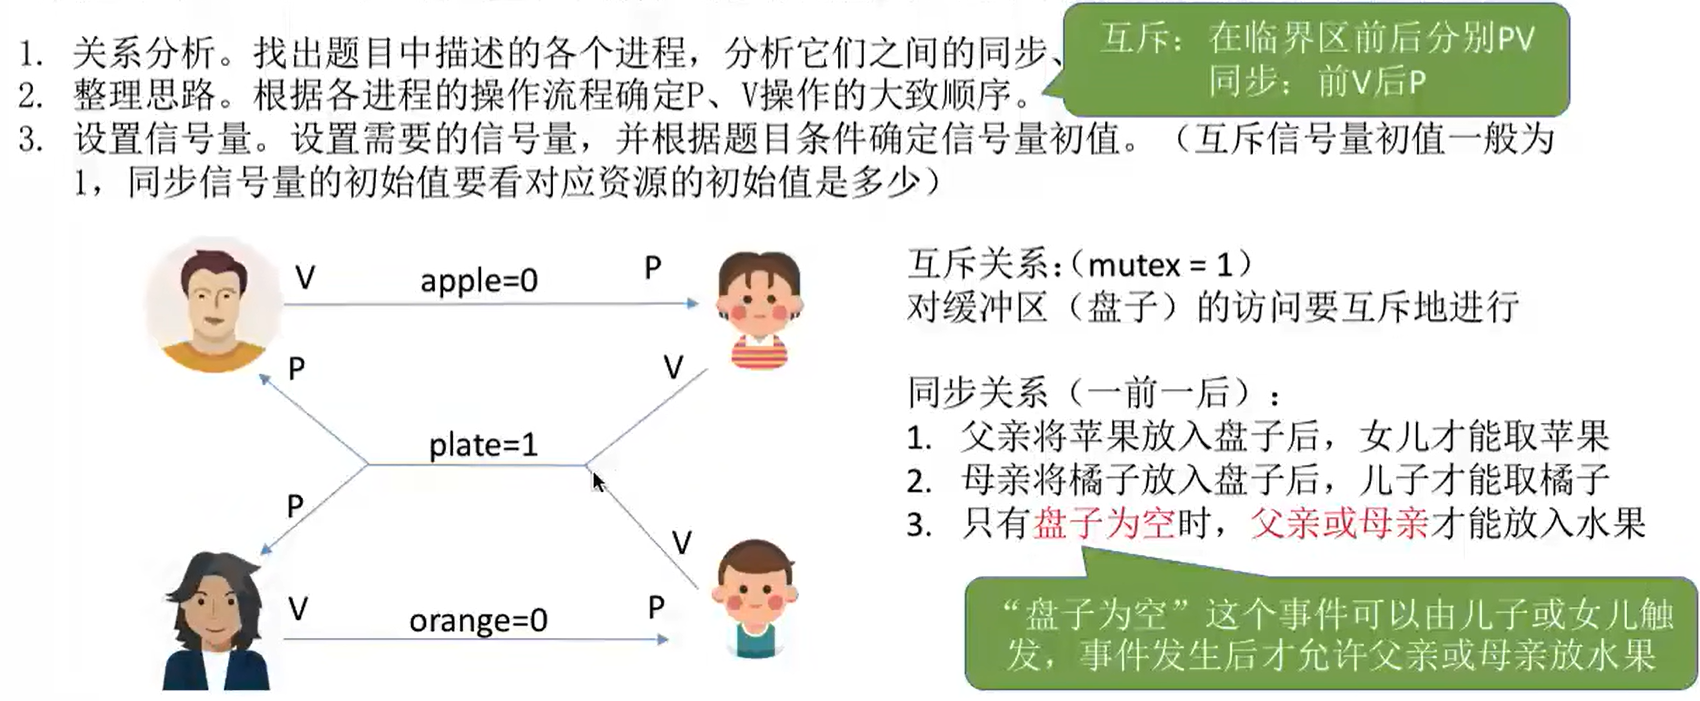 1. 关系分析。找出题目中描述的各个进程，分析它们之间的同步、
2. 整理思路。根据各进程的操作流程确定P、V操作的大致顺序。
3. 设置信号量。设置需要的信号量，并根据题目条件确定信号量初值。（互斥信号量初值一般为
1，同步信号量的初始值要看对应资源的初始值是多少）
互斥：在临界区前后分别PV
同步：前V后P
V apple=0 P
P V
plate=1
P V
V orange=0 P
互斥关系：（mutex = 1）
对缓冲区（盘子）的访问要互斥地进行
同步关系（一前一后）：
1. 父亲将苹果放入盘子后，女儿才能取苹果
2. 母亲将橘子放入盘子后，儿子才能取橘子
3. 只有盘子为空时，父亲或母亲才能放入水果
“盘子为空”这个事件可以由儿子或女儿触
发，事件发生后才允许父亲或母亲放水果